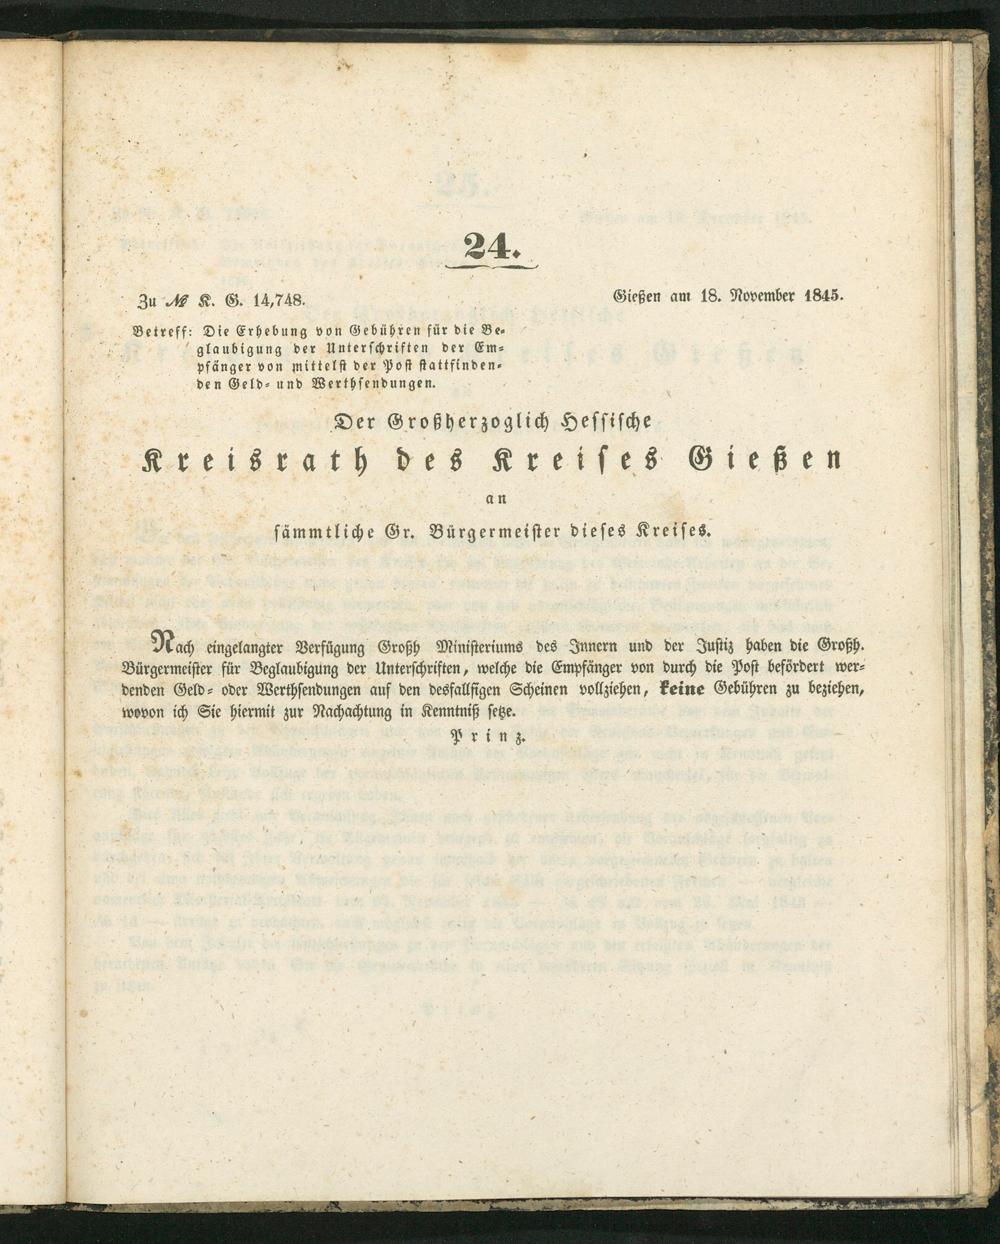 24.
Zu № K. G. 14,748.
Gießen am 18. November 1845.
Betreff: Die Erhebung von Gebühren für die Be-
glaubigung der Unterschriften der Em-
pfänger von mittelst der Post stattfinden-
den Geld- und Werthsendungen.
Der Großherzoglich Hessische
Kreisrath des Kreises Gießen
an
sämmtliche Gr. Bürgermeister dieses Kreises.
Nach eingelangter Verfügung Großh Ministeriums des Innern und der Justiz haben die Großh.
Bürgermeister für Beglaubigung der Unterschriften, welche die Empfänger von durch die Post befördert wer-
denden Geld- oder Werthsendungen auf den desfallsigen Scheinen vollziehen, keine Gebühren zu beziehen,
wovon ich Sie hiermit zur Nachachtung in Kenntniß setze.
Prinz.